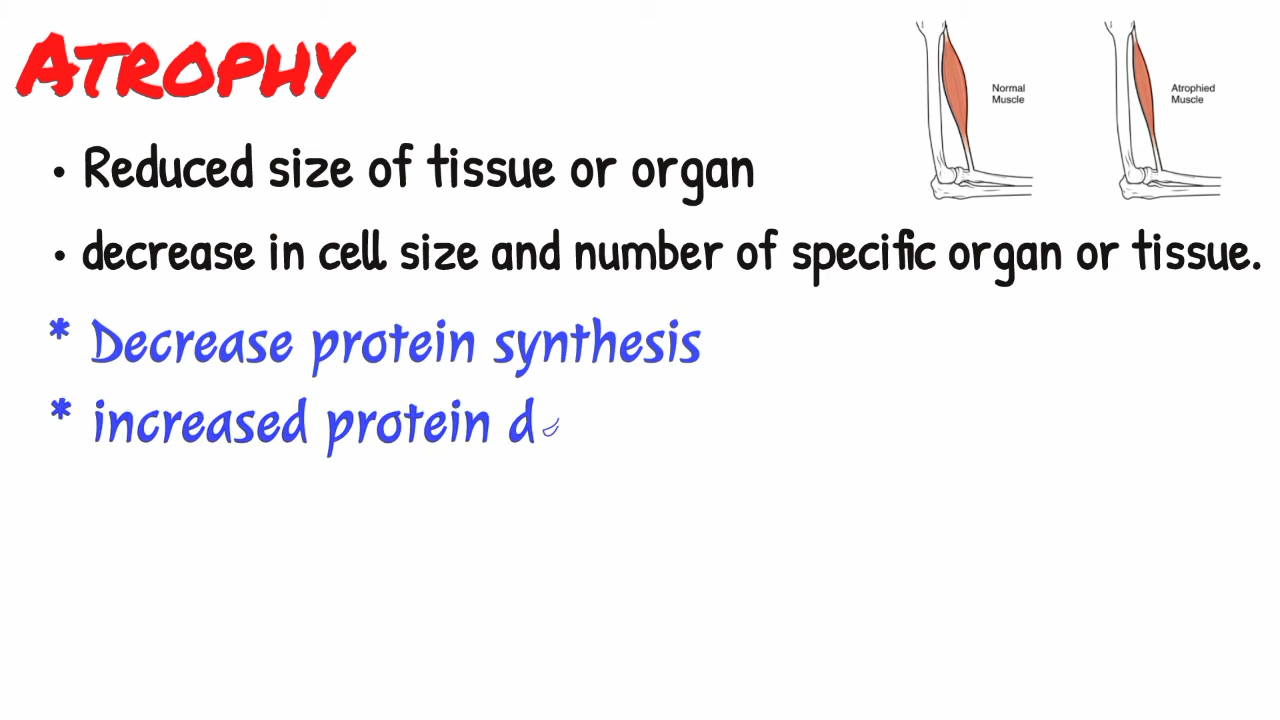 ATROPHY
Normal
Muscle
Atrophied
Muscle
• Reduced size of tissue or organ
• decrease in cell size and number of specific organ or tissue.
* Decrease protein synthesis
* increased protein d